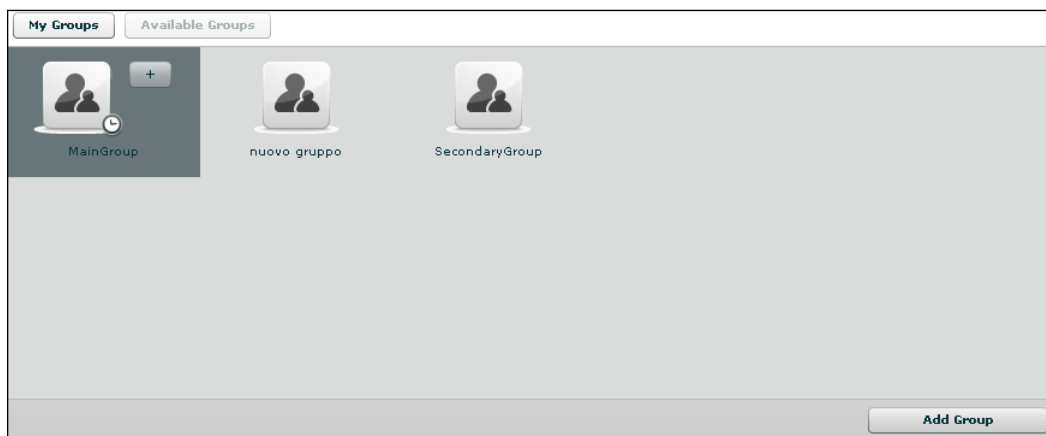 My Groups
Available Groups
+
MainGroup
nuovo gruppo
SecondaryGroup
Add Group